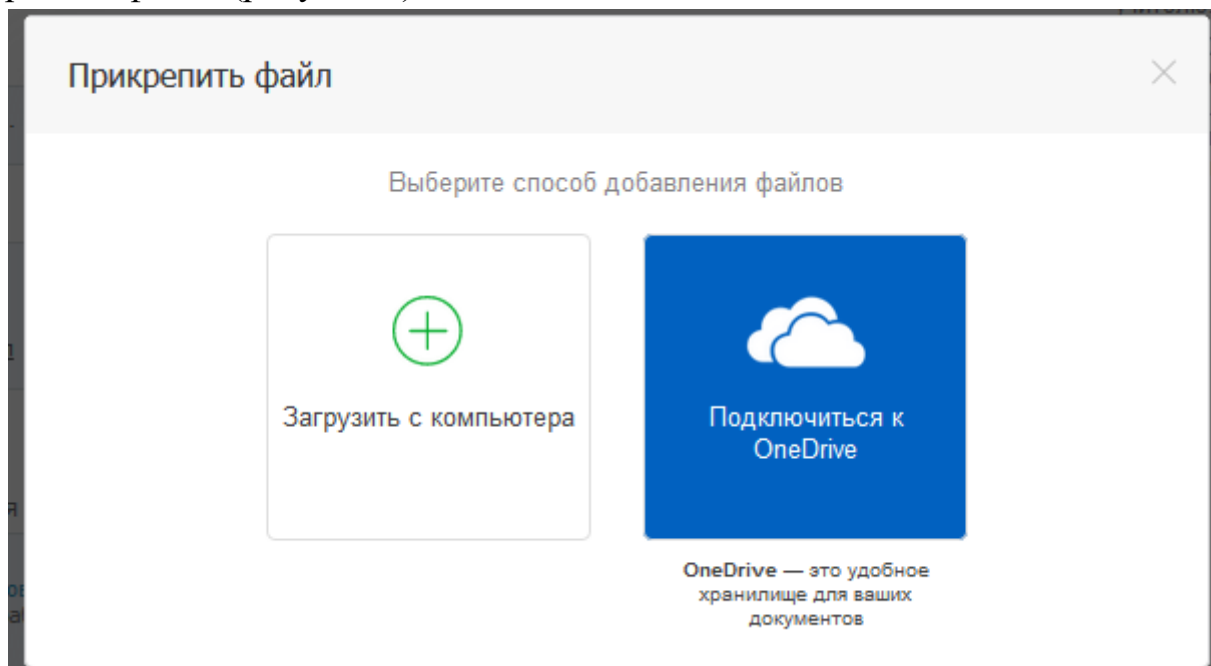 Прикрепить файл
Выберите способ добавления файлов
Загрузить с компьютера
Подключиться к
OneDrive
OneDrive — это удобное
хранилище для ваших
документов